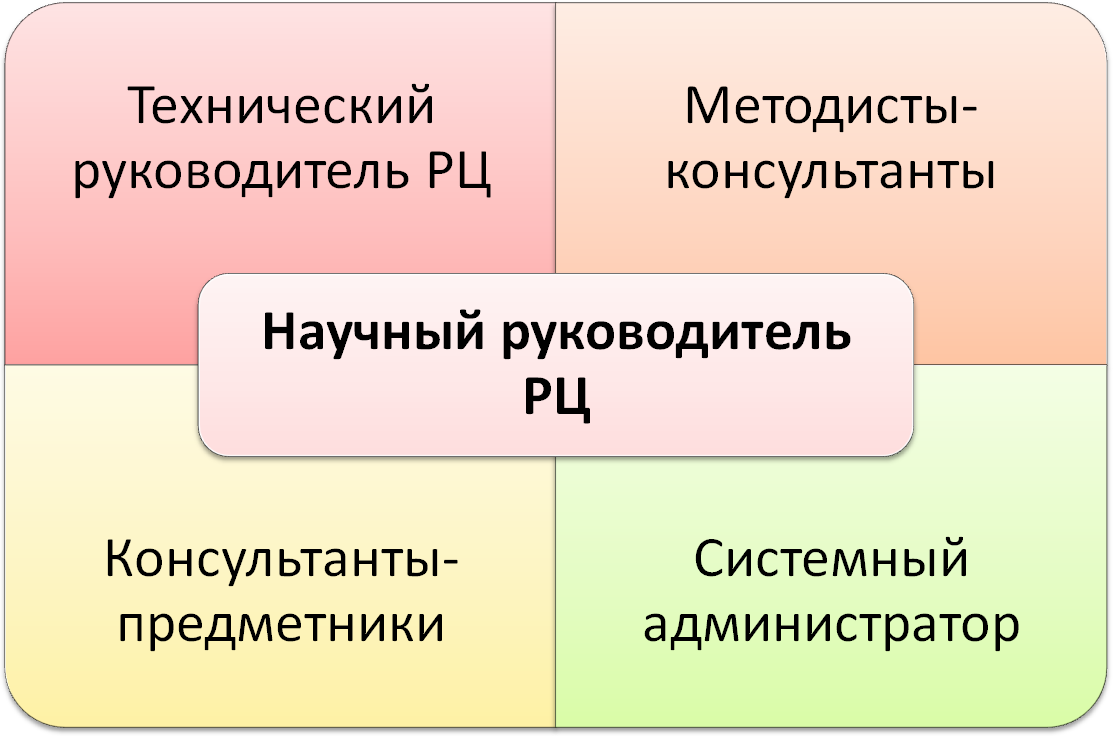 Технический
руководитель РЦ
Методисты-
консультанты
Научный руководитель
РЦ
Консультанты-
предметники
Системный
администратор